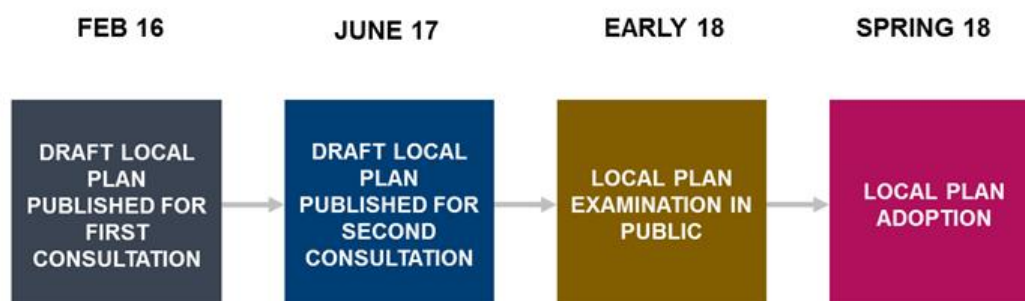 FEB 16
JUNE 17
EARLY 18
SPRING 18
DRAFT LOCAL
PLAN
PUBLISHED FOR
FIRST
CONSULTATION
DRAFT LOCAL
PLAN
PUBLISHED FOR
SECOND
CONSULTATION
LOCAL PLAN
EXAMINATION IN
PUBLIC
LOCAL PLAN
ADOPTION